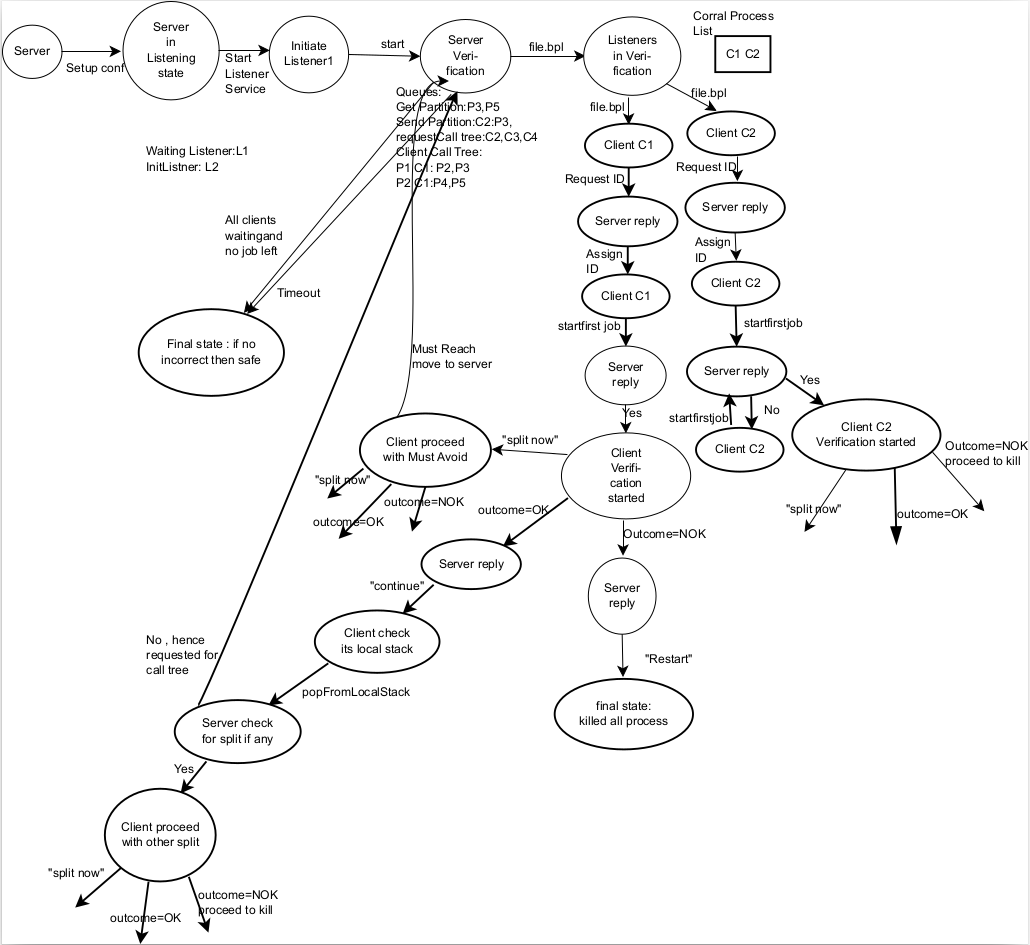 Server
Setup conf
Server
in
Listening
state
Start
Listener
Service
Initiate
Listener1
start
Server
Veri-
fication
file.bpl
Listeners
in Veri-
fication
Corral Process
List
C1 C2
Queues:
Get Partition:P3,P5
Send Partition:C2:P3,
requestCall tree:C2,C3,C4
Client Call Tree:
P1 C1: P2,P3
P2 C1:P4,P5
Waiting Listener:L1
InitListner: L2
All clients
waitingand
no job left
Timeout
Final state : if no
incorrect then safe
file.bpl
Client C1
Request ID
Server reply
Assign
ID
Client C1
startfirst job
Server
reply
Yes
Client
Verifi-
cation
started
file.bpl
Client C2
Request ID
Server reply
Assign
ID
Client C2
startfirstjob
Server reply
Yes
No
startfirstjob
Client C2
Client C2
Verification started
Outcome=NOK
proceed to kill
"split now"
outcome=OK
Must Reach
move to server
"split now"
Client proceed
with Must Avoid
"split now"
outcome=NOK
outcome=OK
outcome=OK
Outcome=NOK
Server reply
"continue"
Client check
its local stack
popFromLocalStack
Server
reply
"Restart"
final state:
killed all process
No , hence
requested for
call tree
Server check
for split if any
Yes
Client proceed
with other split
"split now"
outcome=OK
outcome=NOK
proceed to kill